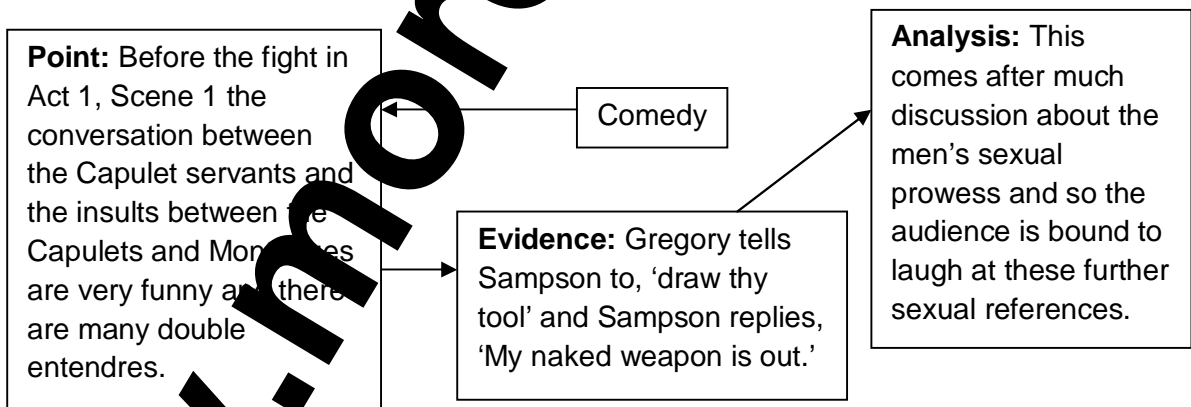 Point: Before the fight in
Act 1, Scene 1 the
conversation between
the Capulet servants and
the insults between the
Capulets and
are very funny and there
are many double
entendres.
Comedy
Evidence: Gregory tells
Sampson to, ‘draw thy
tool’ and Sampson replies,
‘My naked weapon is out.’
Analysis: This
comes after much
discussion about the
men’s sexual
prowess and so the
audience is bound to
laugh at these further
sexual references.
.mon